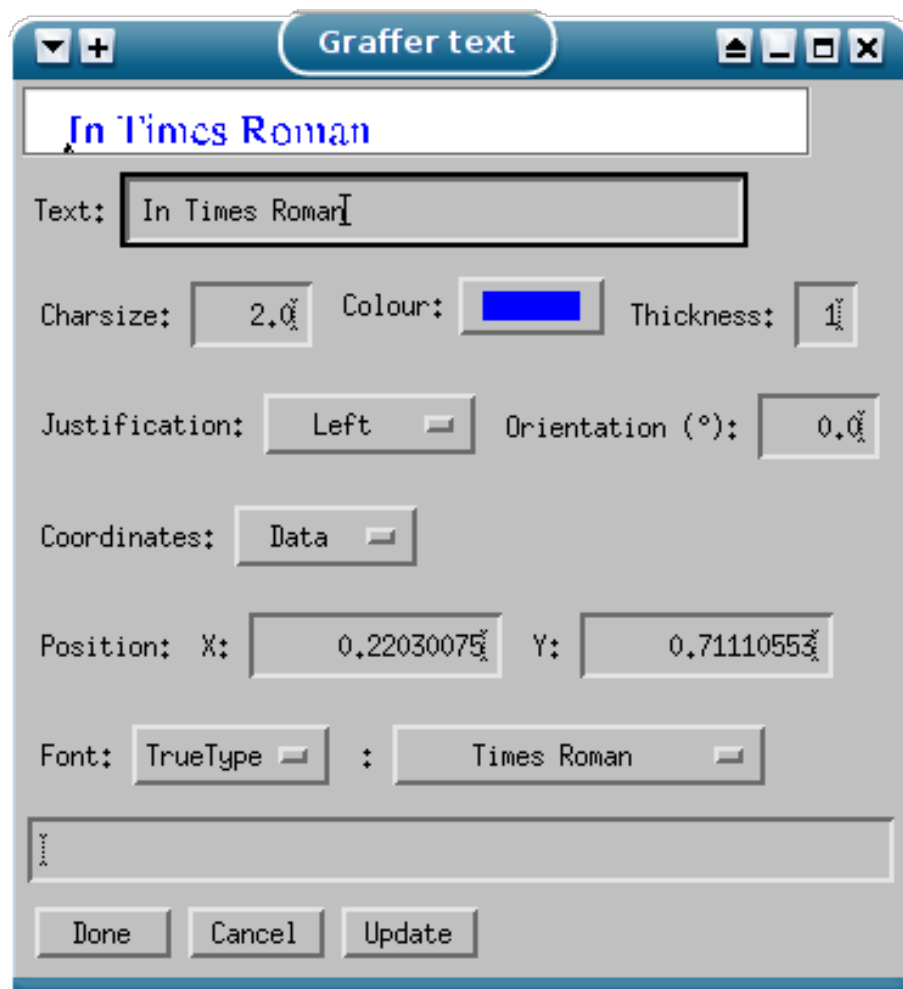 Graffer text
In Times Roman
Text: In Times Roman
Charsize: 2.0 Colour: Thickness: 1
Justification: Left Orientation (°): 0.0
Coordinates: Data
Position: X: 0.22030075 Y: 0.71110553
Font: TrueType : Times Roman
Done Cancel Update